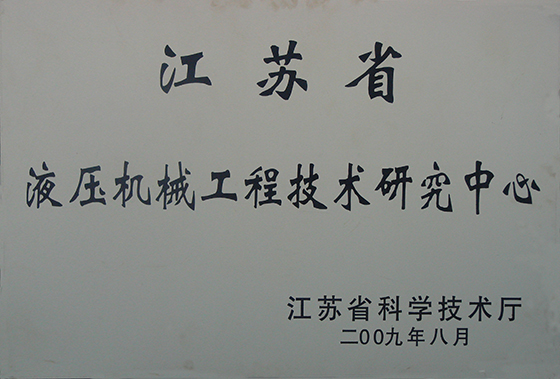 江苏省
液压机械工程技术研究中心
江苏省科学技术厅
二00九年八月